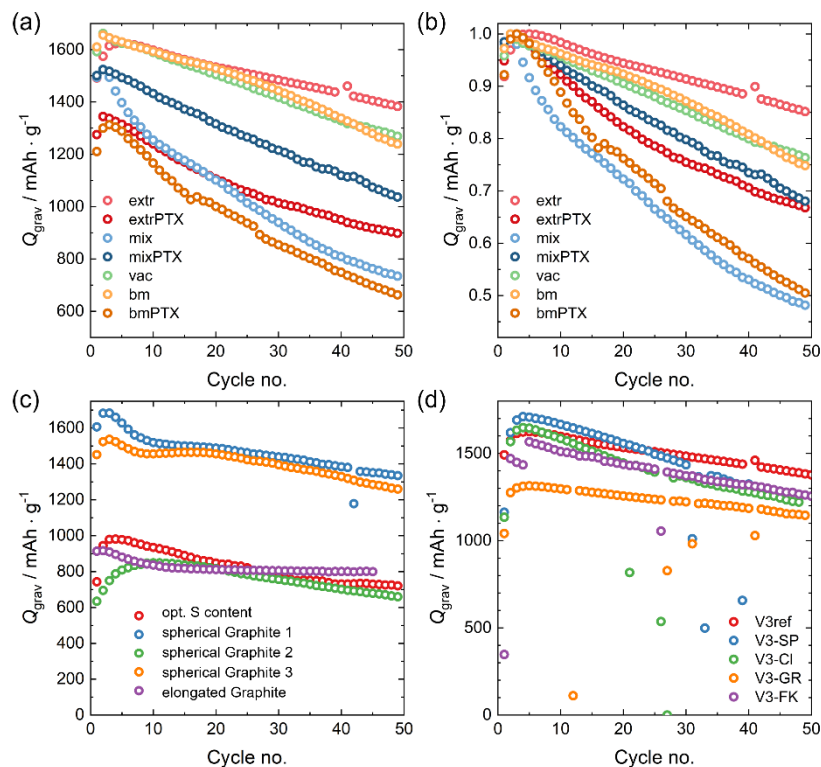 (a)
Q_grav / mAh · g⁻¹
1600
1400
1200
1000
800
600
extr
extrPTX
mix
mixPTX
vac
bm
bmPTX
0 10 20 30 40 50
Cycle no.
(b)
Q_grav / mAh · g⁻¹
1.0
0.9
0.8
0.7
0.6
0.5
extr
extrPTX
mix
mixPTX
vac
bm
bmPTX
0 10 20 30 40 50
Cycle no.
(c)
Q_grav / mAh · g⁻¹
1600
1400
1200
1000
800
600
400
200
0
opt. S content
spherical Graphite 1
spherical Graphite 2
spherical Graphite 3
elongated Graphite
0 10 20 30 40 50
Cycle no.
(d)
Q_grav / mAh · g⁻¹
1500
1000
500
0
V3ref
V3-SP
V3-CI
V3-GR
V3-FK
0 10 20 30 40 50
Cycle no.